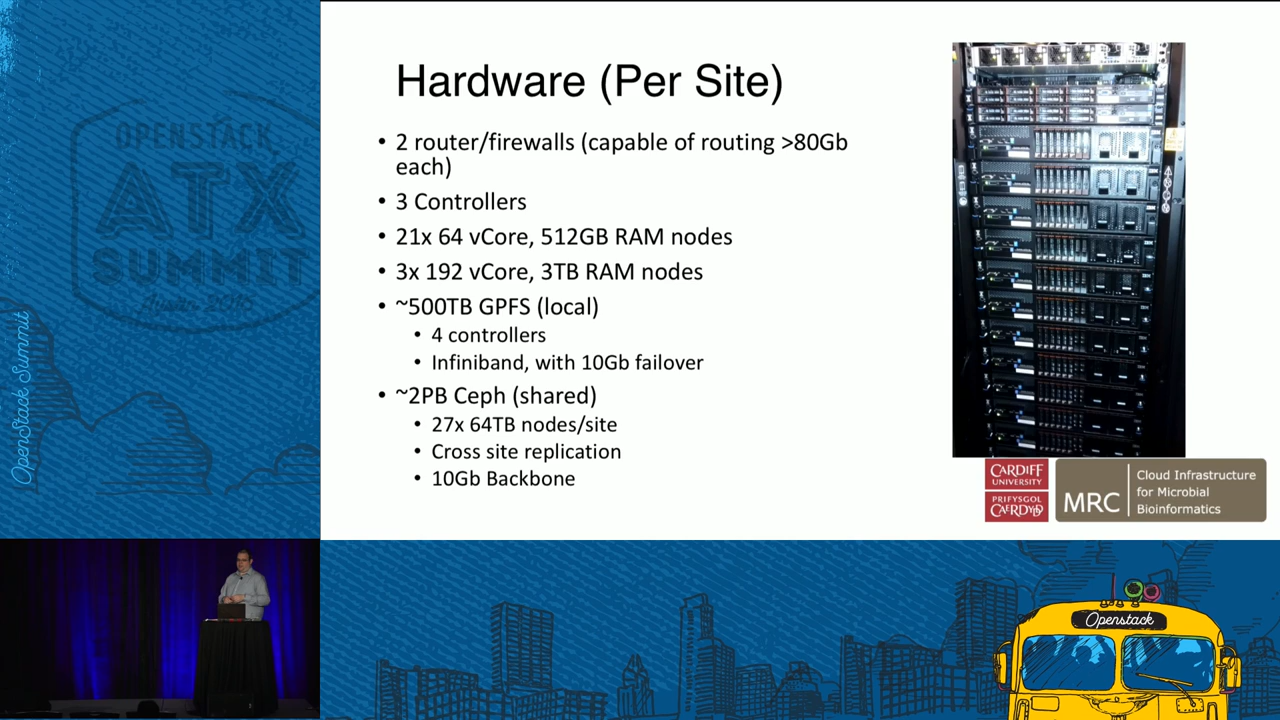 Hardware (Per Site)
• 2 router/firewalls (capable of routing >80Gb
each)
• 3 Controllers
• 21x 64 vCore, 512GB RAM nodes
• 3x 192 vCore, 3TB RAM nodes
• ~500TB GPFS (local)
• 4 controllers
• Infiniband, with 10Gb failover
• ~2PB Ceph (shared)
• 27x 64TB nodes/site
• Cross site replication
• 10Gb Backbone
CARDIFF
UNIVERSITY
PRIFYSGOL
CAERDYDD
MRC
Cloud Infrastructure
for Microbial
Bioinformatics
OPENSTACK
ATX
SUMMIT
OpenStack Summit
Openstack